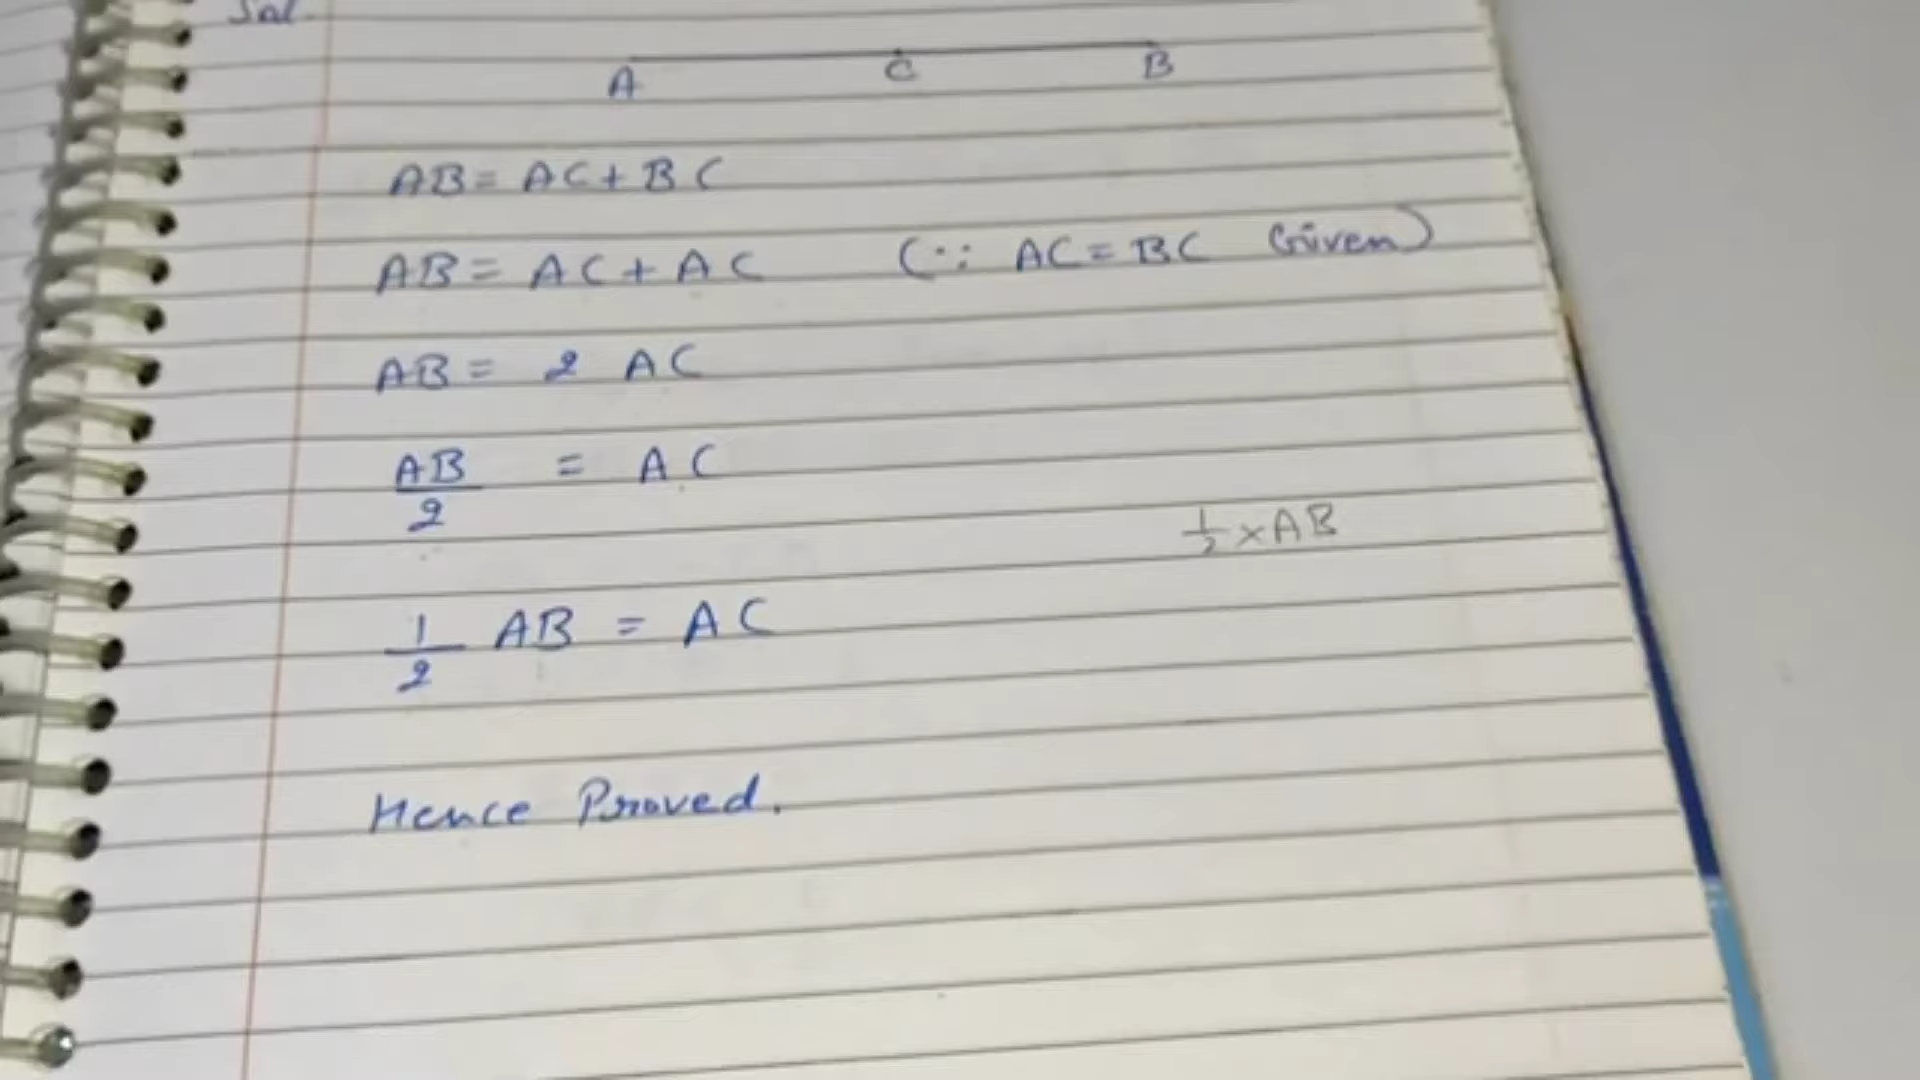 Sol
A C B
AB = AC + BC
AB = AC + AC (∵ AC = BC Given)
AB = 2 AC
AB/2 = AC
1/2 × AB
1/2 AB = AC
Hence Proved.